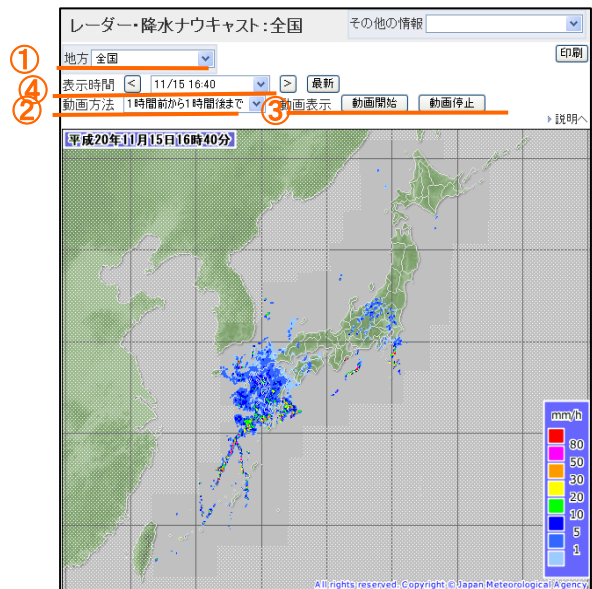 レーダー・降水ナウキャスト：全国 その他の情報
① 地方 全国 印刷
④ 表示時間 < 11/15 16:40 > 最新
② 動画方法 1時間前から1時間後まで ③ 動画表示 動画開始 動画停止
説明へ
平成20年11月15日16時40分
mm/h
80
50
30
20
10
5
1
All rights reserved. Copyright © Japan Meteorological Agency